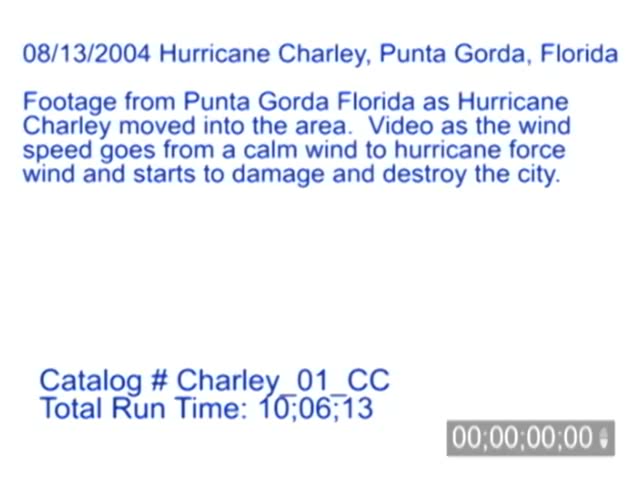 08/13/2004 Hurricane Charley, Punta Gorda, Florida
Footage from Punta Gorda Florida as Hurricane
Charley moved into the area.  Video as the wind
speed goes from a calm wind to hurricane force
wind and starts to damage and destroy the city.
Catalog # Charley_01_CC
Total Run Time: 10;06;13
00;00;00;00